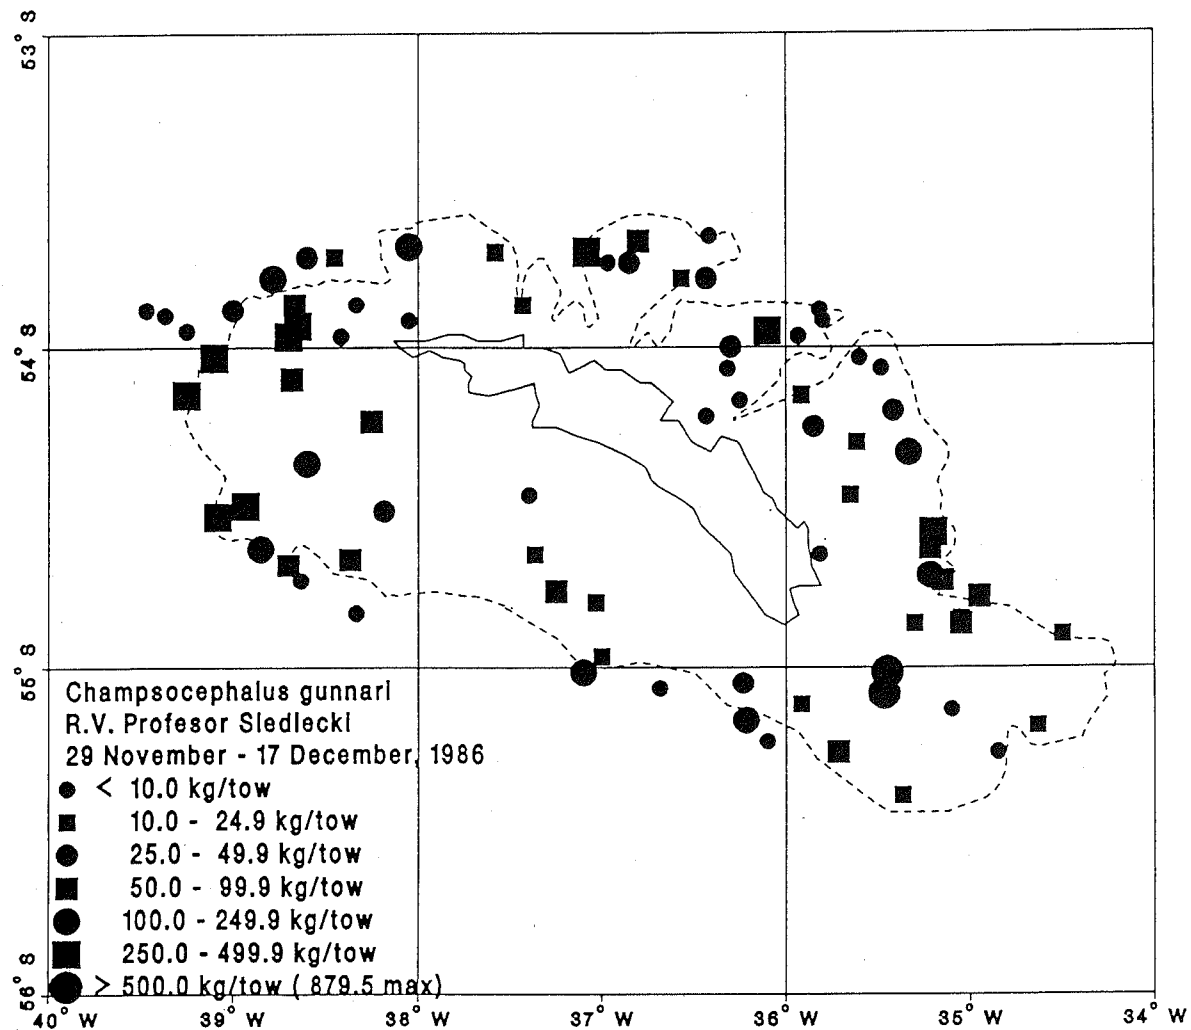 53° S
54° S
55° S
Champsocephalus gunnari
R.V. Profesor Siedlecki
29 November - 17 December, 1986
< 10.0 kg/tow
10.0 - 24.9 kg/tow
25.0 - 49.9 kg/tow
50.0 - 99.9 kg/tow
100.0 - 249.9 kg/tow
250.0 - 499.9 kg/tow
> 500.0 kg/tow ( 879.5 max)
56° S
40° W 39° W 38° W 37° W 36° W 35° W 34° W